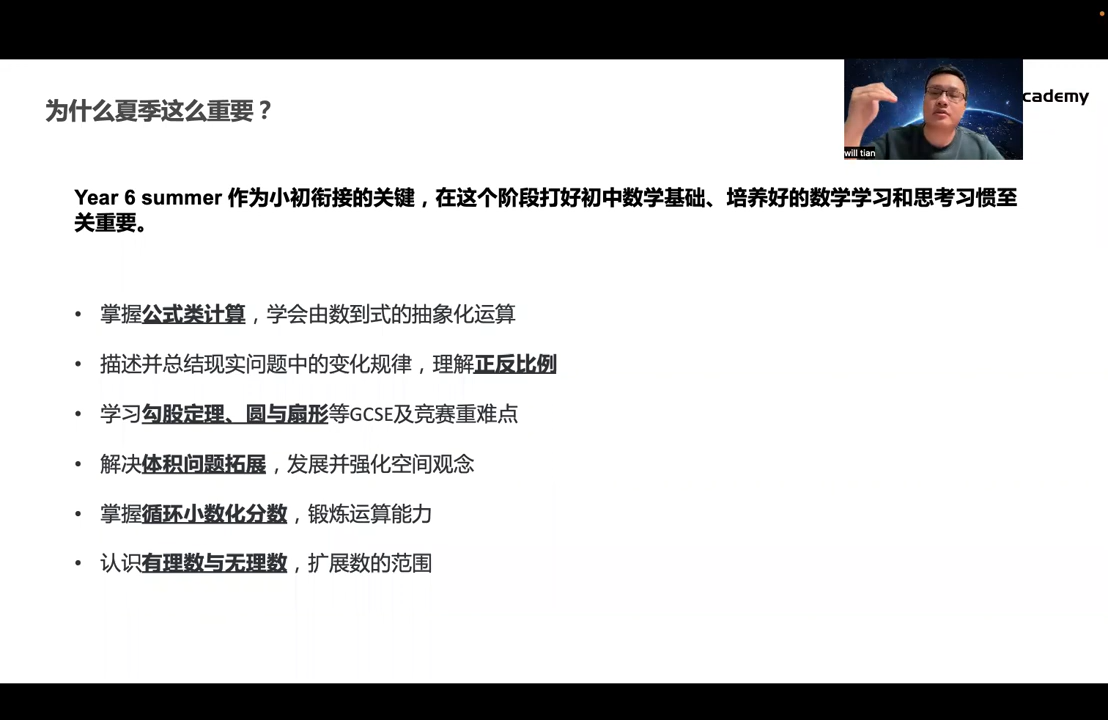 为什么夏季这么重要？
cademy
will tian
Year 6 summer 作为小初衔接的关键，在这个阶段打好初中数学基础、培养好的数学学习和思考习惯至
关重要。
• 掌握公式类计算，学会由数到式的抽象化运算
• 描述并总结现实问题中的变化规律，理解正反比例
• 学习勾股定理、圆与扇形等GCSE及竞赛重难点
• 解决体积问题拓展，发展并强化空间观念
• 掌握循环小数化分数，锻炼运算能力
• 认识有理数与无理数，扩展数的范围